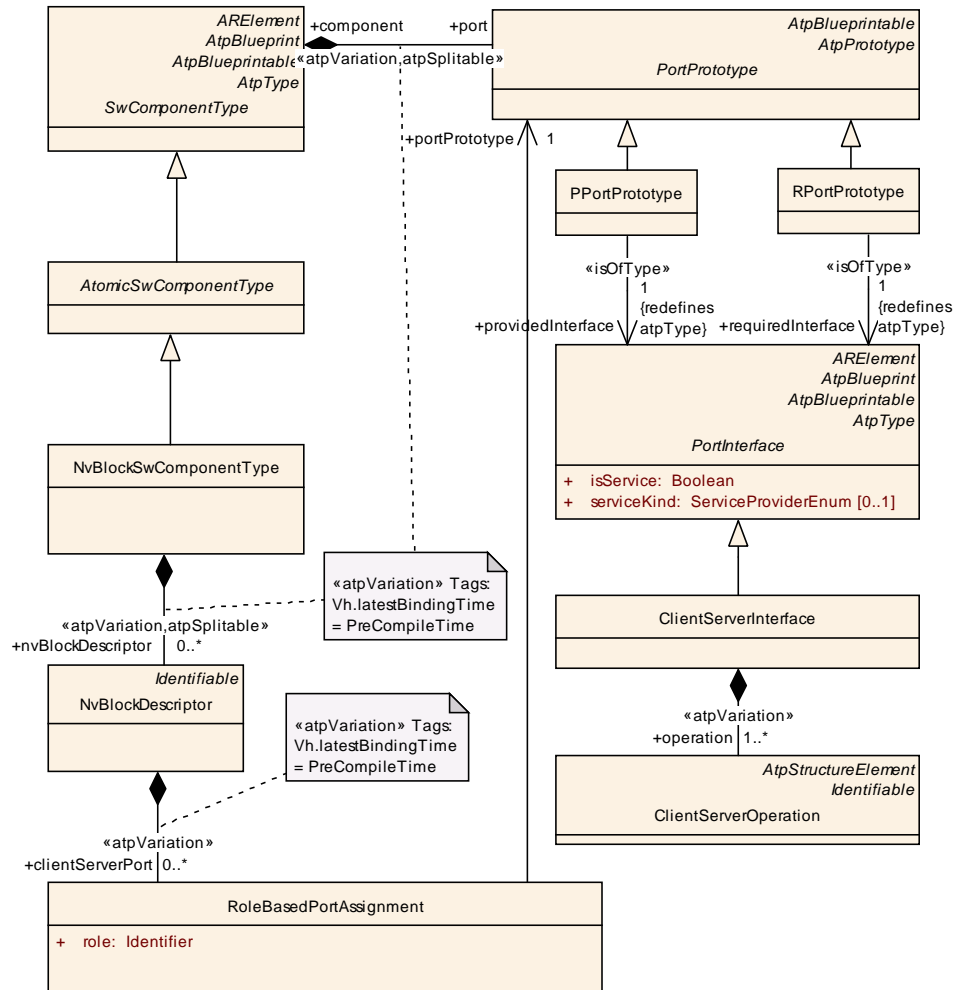 ARElement
AtpBlueprint
AtpBlueprintable
AtpType
SwComponentType
+component
+port
«atpVariation,atpSplitable»
AtpBlueprintable
AtpPrototype
PortPrototype
+portPrototype
1
PPortPrototype
RPortPrototype
«isOfType»
1
{redefines
atpType}
+providedInterface
«isOfType»
1
{redefines
atpType}
+requiredInterface
AtomicSwComponentType
ARElement
AtpBlueprint
AtpBlueprintable
AtpType
PortInterface
+ isService: Boolean
+ serviceKind: ServiceProviderEnum [0..1]
NvBlockSwComponentType
«atpVariation» Tags:
Vh.latestBindingTime
= PreCompileTime
«atpVariation,atpSplitable»
+nvBlockDescriptor 0..*
ClientServerInterface
Identifiable
NvBlockDescriptor
«atpVariation» Tags:
Vh.latestBindingTime
= PreCompileTime
«atpVariation»
+operation 1..*
AtpStructureElement
Identifiable
ClientServerOperation
«atpVariation»
+clientServerPort 0..*
RoleBasedPortAssignment
+ role: Identifier